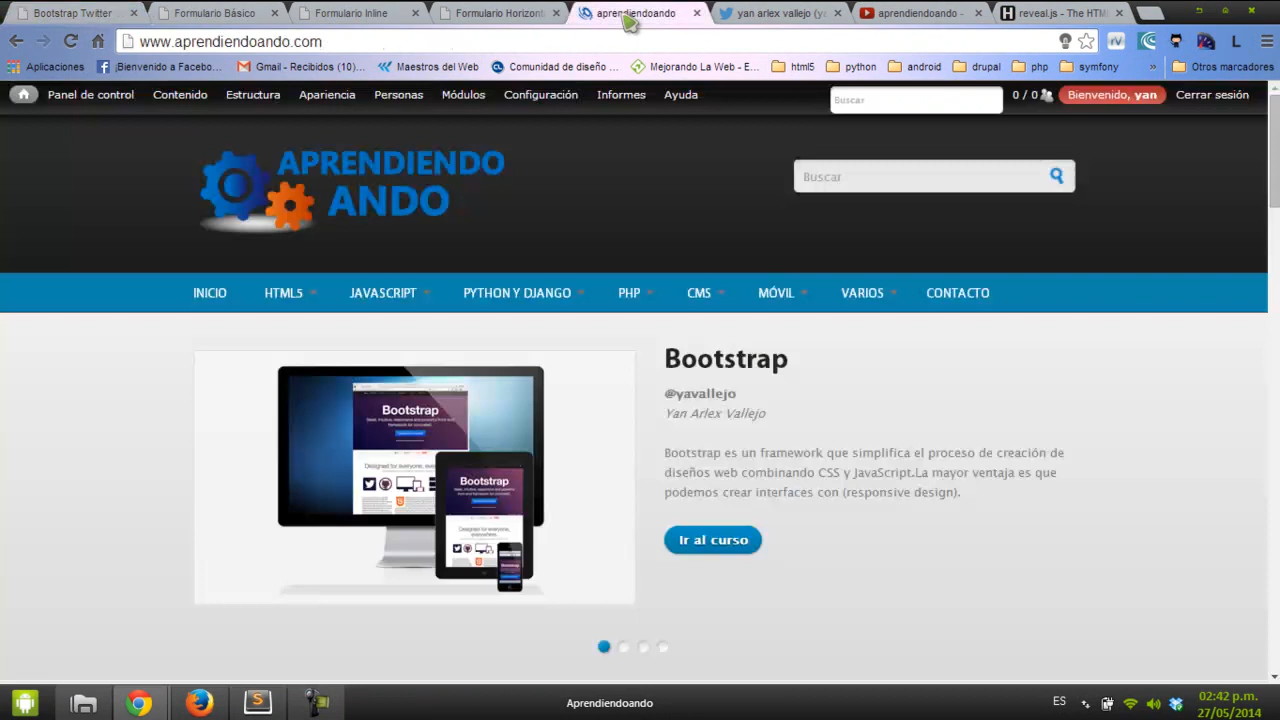 Bootstrap Twitter
Formulario Básico
Formulario Inline
Formulario Horizont
aprendiendoando
yan arlex vallejo (ya
aprendiendoando -
reveal.js - The HTM
www.aprendiendoando.com
Aplicaciones
¡Bienvenido a Facebo...
Gmail - Recibidos (10)...
Maestros del Web
Comunidad de diseño ...
Mejorando La Web - E...
html5
python
android
drupal
php
symfony
»
Otros marcadores
Panel de control
Contenido
Estructura
Apariencia
Personas
Módulos
Configuración
Informes
Ayuda
Buscar
0 / 0
Bienvenido, yan
Cerrar sesión
APRENDIENDO
ANDO
Buscar
INICIO
HTML5
JAVASCRIPT
PYTHON Y DJANGO
PHP
CMS
MÓVIL
VARIOS
CONTACTO
Bootstrap
@yavallejo
Yan Arlex Vallejo
Bootstrap es un framework que simplifica el proceso de creación de
diseños web combinando CSS y JavaScript.La mayor ventaja es que
podemos crear interfaces con (responsive design).
Ir al curso
Bootstrap
Bootstrap
Aprendiendoando
ES
02:42 p.m.
27/05/2014